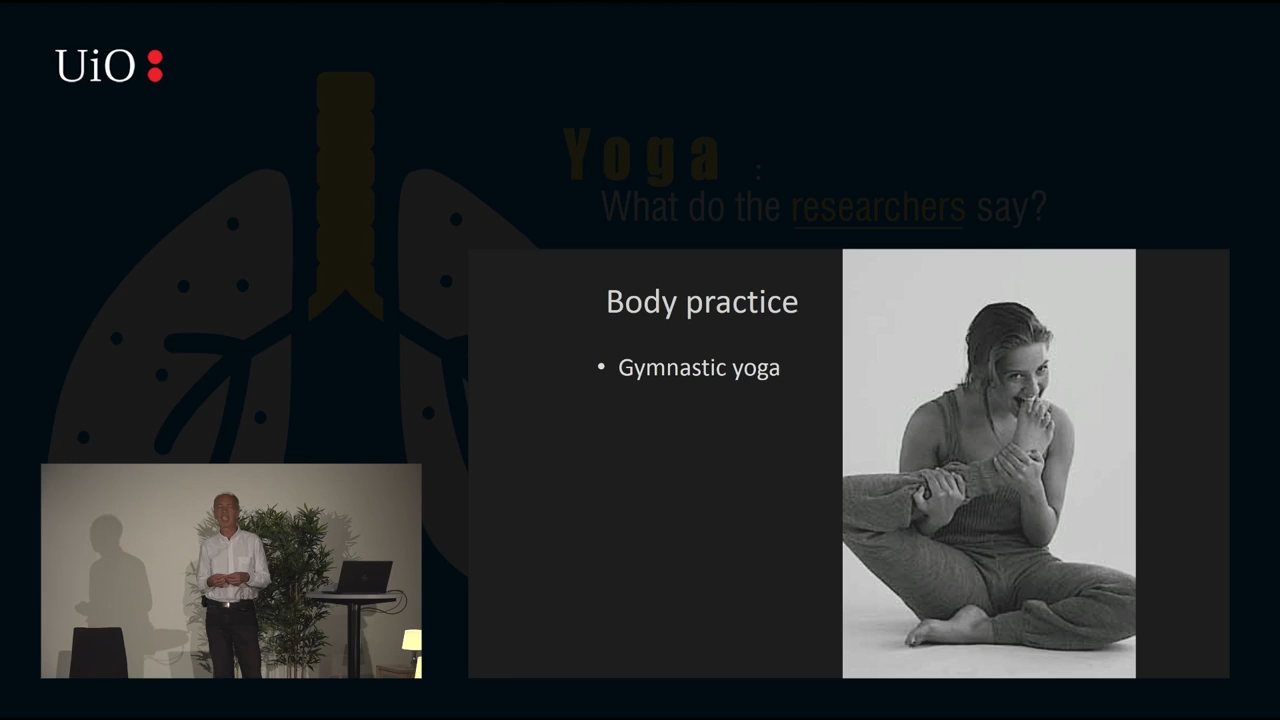 UiO:
Yoga :
What do the researchers say?
Body practice
• Gymnastic yoga